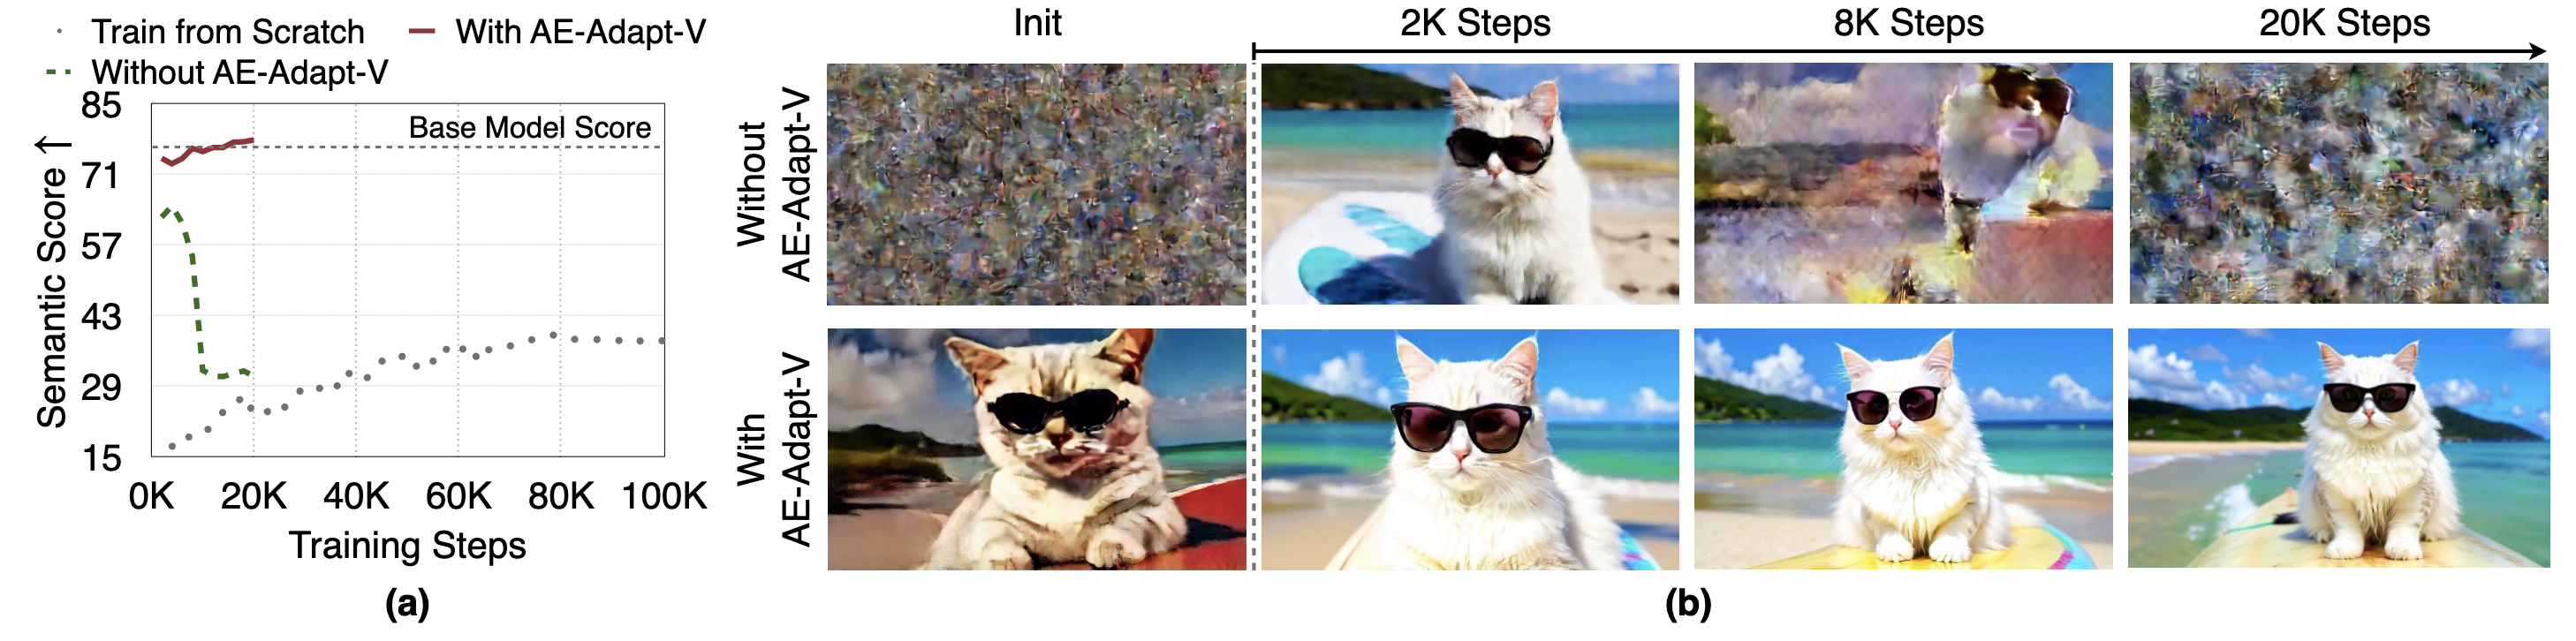 Train from Scratch
With AE-Adapt-V
Without AE-Adapt-V
Semantic Score ↑
85
71
57
43
29
15
Base Model Score
0K 20K 40K 60K 80K 100K
Training Steps
(a)
Init
2K Steps
8K Steps
20K Steps
Without
AE-Adapt-V
With
AE-Adapt-V
(b)